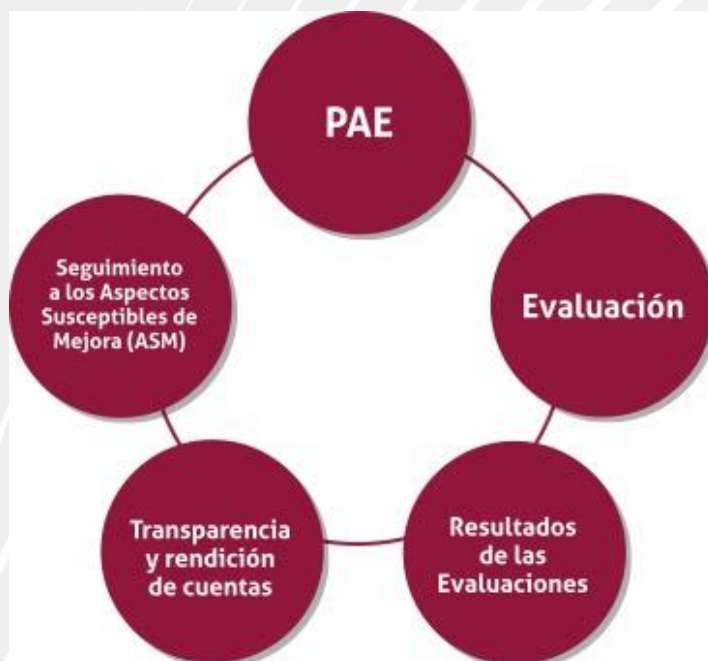 PAE
Evaluación
Resultados
de las
Evaluaciones
Transparencia
y rendición
de cuentas
Seguimiento
a los Aspectos
Susceptibles de
Mejora (ASM)